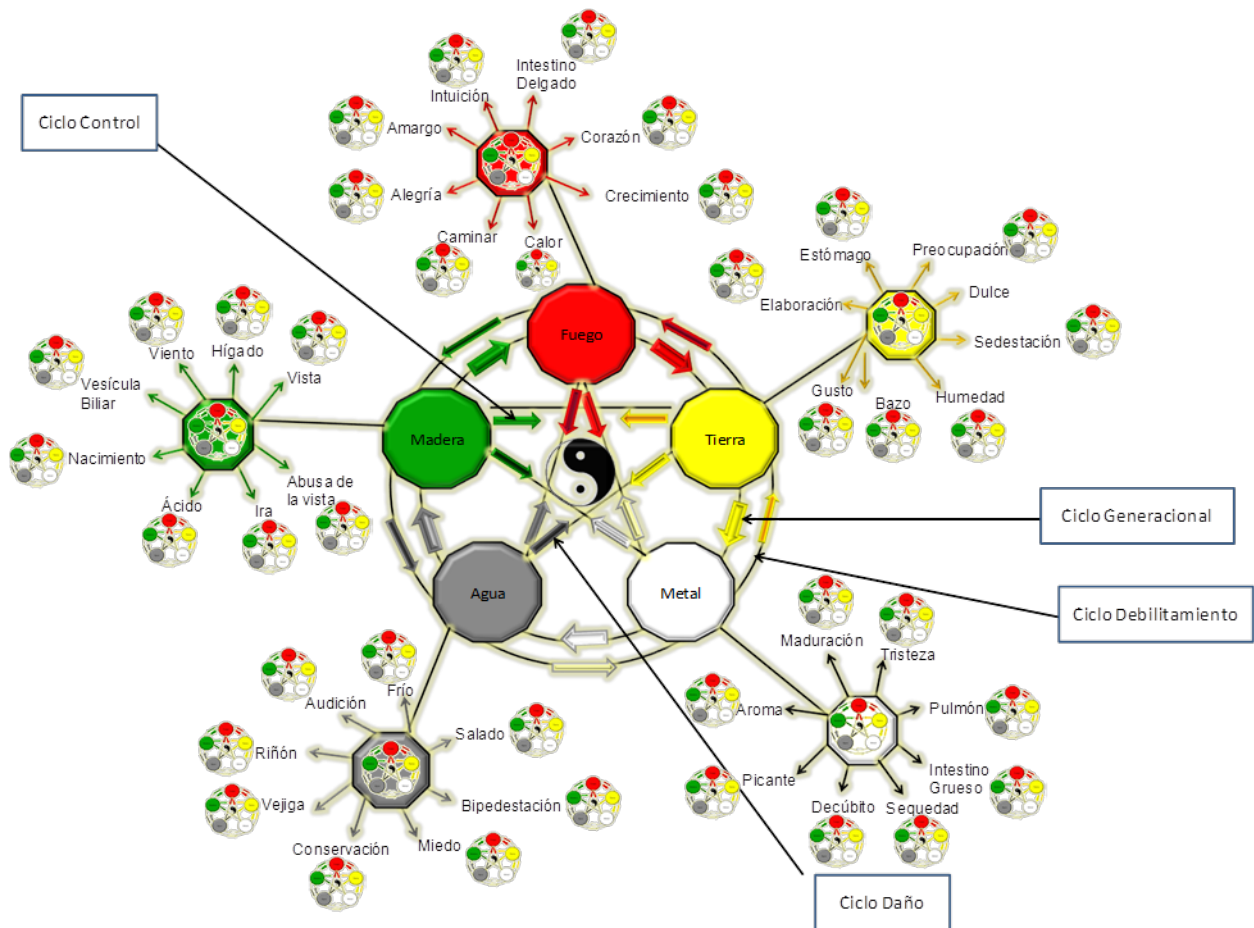 Ciclo Control
Intuición
Intestino
Delgado
Amargo
Corazón
Alegría
Crecimiento
Caminar
Calor
Estómago
Preocupación
Elaboración
Dulce
Sedestación
Gusto
Bazo
Humedad
Viento
Hígado
Vista
Vesícula
Biliar
Nacimiento
Ácido
Ira
Abusa de
la vista
Fuego
Madera
Tierra
Agua
Metal
Ciclo Generacional
Ciclo Debilitamiento
Maduración
Tristeza
Aroma
Pulmón
Picante
Intestino
Grueso
Decúbito
Sequedad
Frío
Audición
Salado
Riñón
Vejiga
Bipedestación
Conservación
Miedo
Ciclo Daño